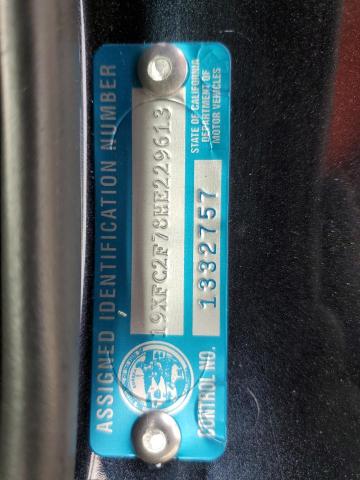 ASSIGNED IDENTIFICATION NUMBER
19XFC2F78HE229613
STATE OF CALIFORNIA
DEPARTMENT OF
MOTOR VEHICLES
CONTROL NO. 1332757